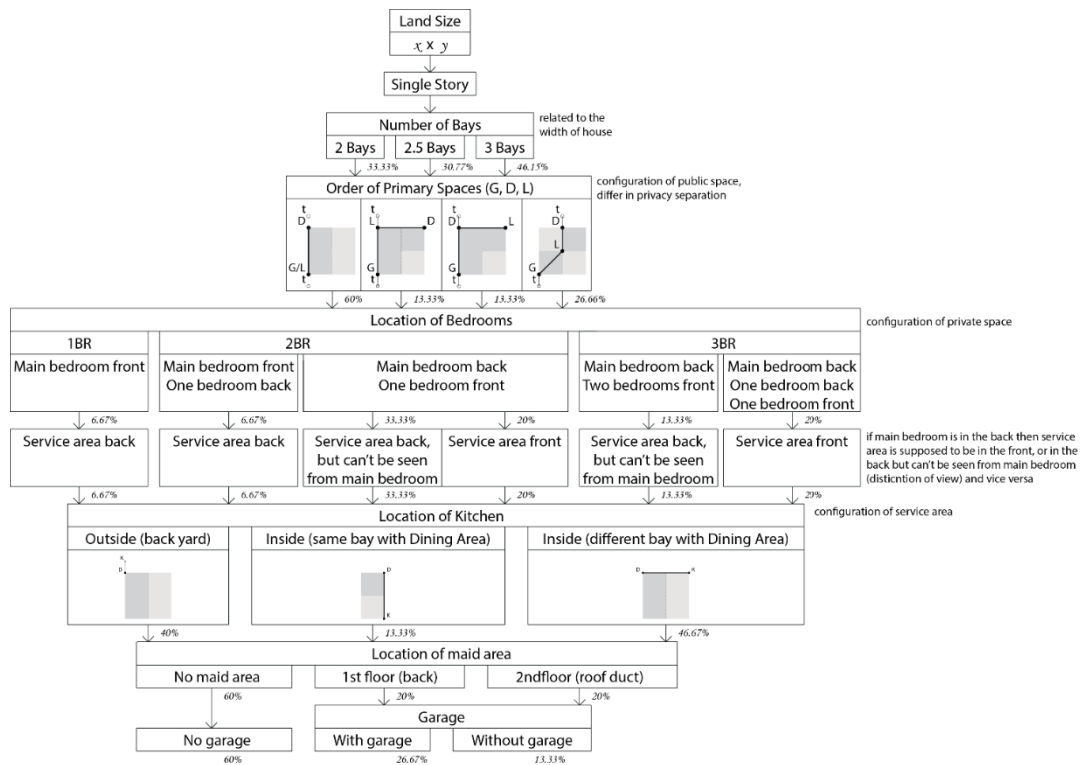 Land Size
x x y
Single Story
Number of Bays
related to the
width of house
2 Bays 2.5 Bays 3 Bays
33.33% 30.77% 46.15%
Order of Primary Spaces (G, D, L)
configuration of public space,
differ in privacy separation
t t t t
D L D D L D
L
G/L G G G
t t t t
60% 13.33% 13.33% 26.66%
Location of Bedrooms
configuration of private space
1BR 2BR 3BR
Main bedroom front Main bedroom front Main bedroom back Main bedroom back Main bedroom back
One bedroom back One bedroom front Two bedrooms front One bedroom back
One bedroom front
6.67% 6.67% 33.33% 20% 13.33% 20%
Service area back Service area back Service area back, Service area front Service area back, Service area front
but can't be seen but can't be seen
from main bedroom from main bedroom
if main bedroom is in the back then service
area is supposed to be in the front, or in the
back but can't be seen from main bedroom
(disticntion of view) and vice versa
6.67% 6.67% 33.33% 20% 13.33% 20%
Location of Kitchen
configuration of service area
Outside (back yard) Inside (same bay with Dining Area) Inside (different bay with Dining Area)
K
D D D K
K
40% 13.33% 46.67%
Location of maid area
No maid area 1st floor (back) 2ndfloor (roof duct)
60% 20% 20%
Garage
No garage With garage Without garage
60% 26.67% 13.33%